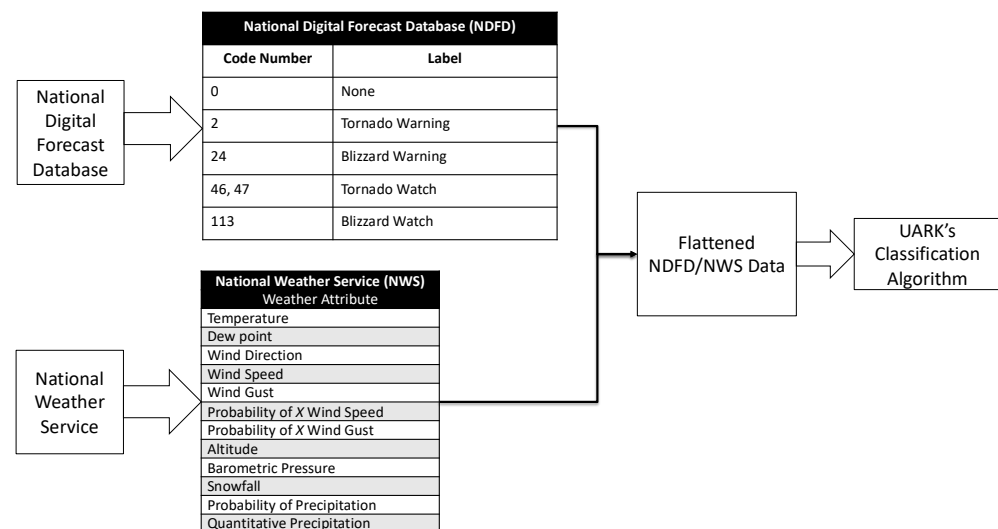 National Digital Forecast Database (NDFD)
Code Number Label
0 None
2 Tornado Warning
24 Blizzard Warning
46, 47 Tornado Watch
113 Blizzard Watch
National
Digital
Forecast
Database
National Weather Service (NWS)
Weather Attribute
Temperature
Dew point
Wind Direction
Wind Speed
Wind Gust
Probability of X Wind Speed
Probability of X Wind Gust
Altitude
Barometric Pressure
Snowfall
Probability of Precipitation
Quantitative Precipitation
National
Weather
Service
Flattened
NDFD/NWS Data
UARK’s
Classification
Algorithm